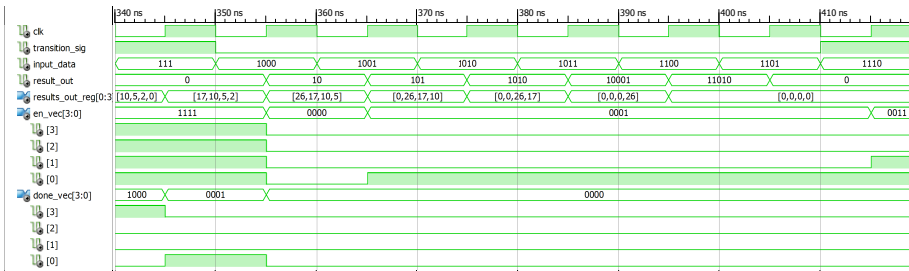 340 ns 350 ns 360 ns 370 ns 380 ns 390 ns 400 ns 410 ns
clk
transition_sig
input_data 111 1000 1001 1010 1011 1100 1101 1110
result_out 0 10 101 1010 10001 11010 0
results_out_reg[0:3 [10,5,2,0] [17,10,5,2] [26,17,10,5] [0,26,17,10] [0,0,26,17] [0,0,0,26] [0,0,0,0]
en_vec[3:0] 1111 0000 0001 0011
[3]
[2]
[1]
[0]
done_vec[3:0] 1000 0001 0000
[3]
[2]
[1]
[0]